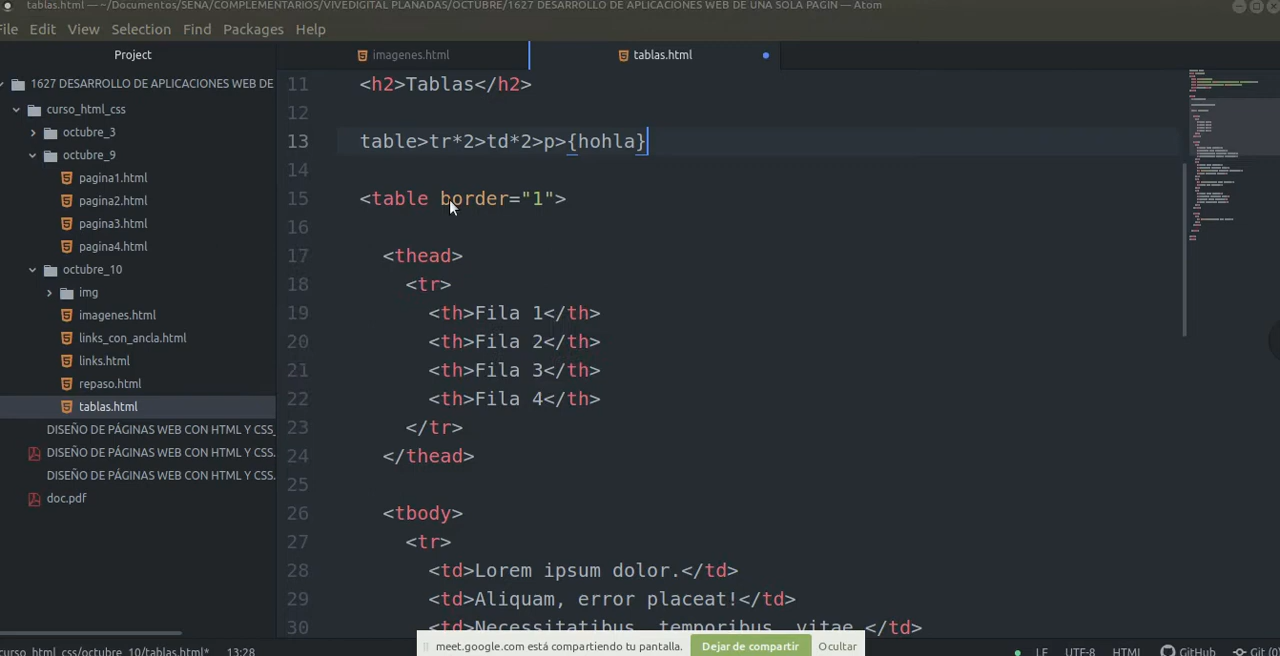 tablas.html — ~/Documentos/SENA/COMPLEMENTARIOS/VIVEDIGITAL PLANADAS/OCTUBRE/1627 DESARROLLO DE APLICACIONES WEB DE UNA SOLA PAGIN — Atom
File Edit View Selection Find Packages Help
Project
imagenes.html
tablas.html
1627 DESARROLLO DE APLICACIONES WEB DE
curso_html_css
octubre_3
octubre_9
pagina1.html
pagina2.html
pagina3.html
pagina4.html
octubre_10
img
imagenes.html
links_con_ancla.html
links.html
repaso.html
tablas.html
DISEÑO DE PÁGINAS WEB CON HTML Y CSS_
DISEÑO DE PÁGINAS WEB CON HTML Y CSS.
DISEÑO DE PÁGINAS WEB CON HTML Y CSS.
doc.pdf
11 <h2>Tablas</h2>
12
13 table>tr*2>td*2>p>{hohla}
14
15 <table border="1">
16
17 <thead>
18 <tr>
19 <th>Fila 1</th>
20 <th>Fila 2</th>
21 <th>Fila 3</th>
22 <th>Fila 4</th>
23 </tr>
24 </thead>
25
26 <tbody>
27 <tr>
28 <td>Lorem ipsum dolor.</td>
29 <td>Aliquam, error placeat!</td>
30 <td>Necessitatibus, temporibus, vitae.</td>
meet.google.com está compartiendo tu pantalla. Dejar de compartir Ocultar
curso_html_css/octubre_10/tablas.html* 13:28 LF UTF-8 HTML GitHub Git (0)